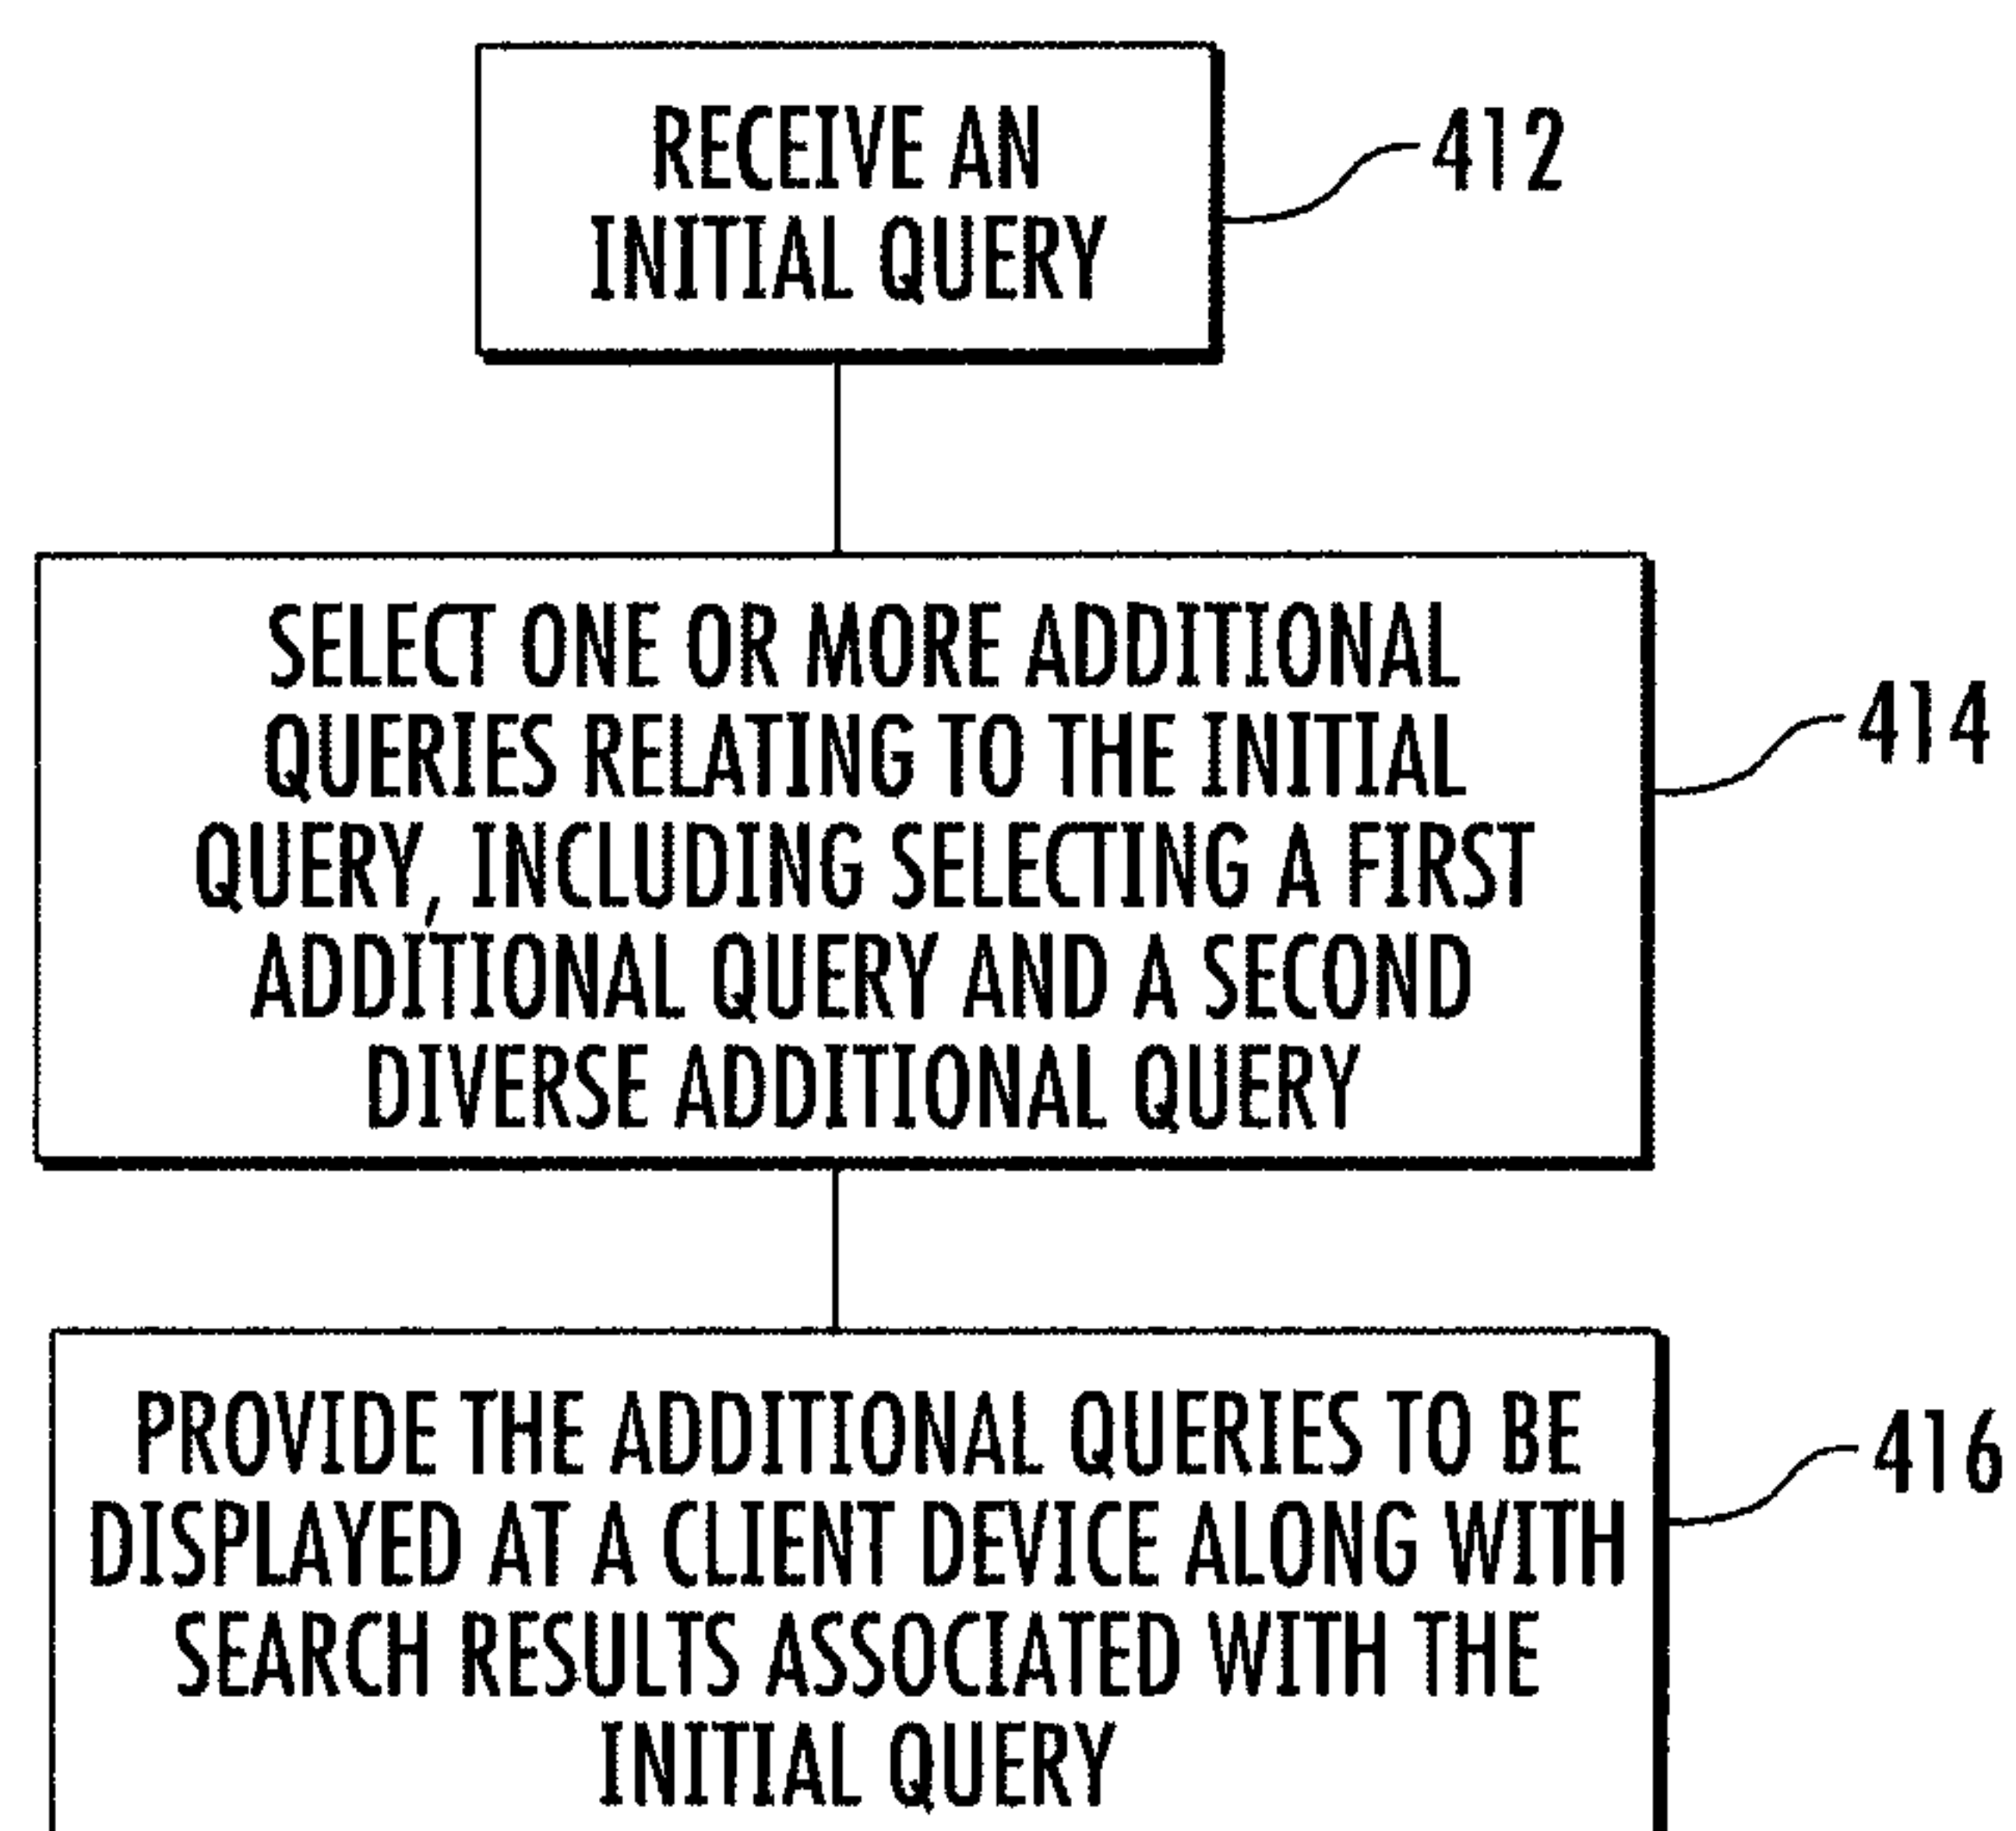 RECEIVE AN
INITIAL QUERY
412
SELECT ONE OR MORE ADDITIONAL
QUERIES RELATING TO THE INITIAL
QUERY, INCLUDING SELECTING A FIRST
ADDITIONAL QUERY AND A SECOND
DIVERSE ADDITIONAL QUERY
414
PROVIDE THE ADDITIONAL QUERIES TO BE
DISPLAYED AT A CLIENT DEVICE ALONG WITH
SEARCH RESULTS ASSOCIATED WITH THE
INITIAL QUERY
416